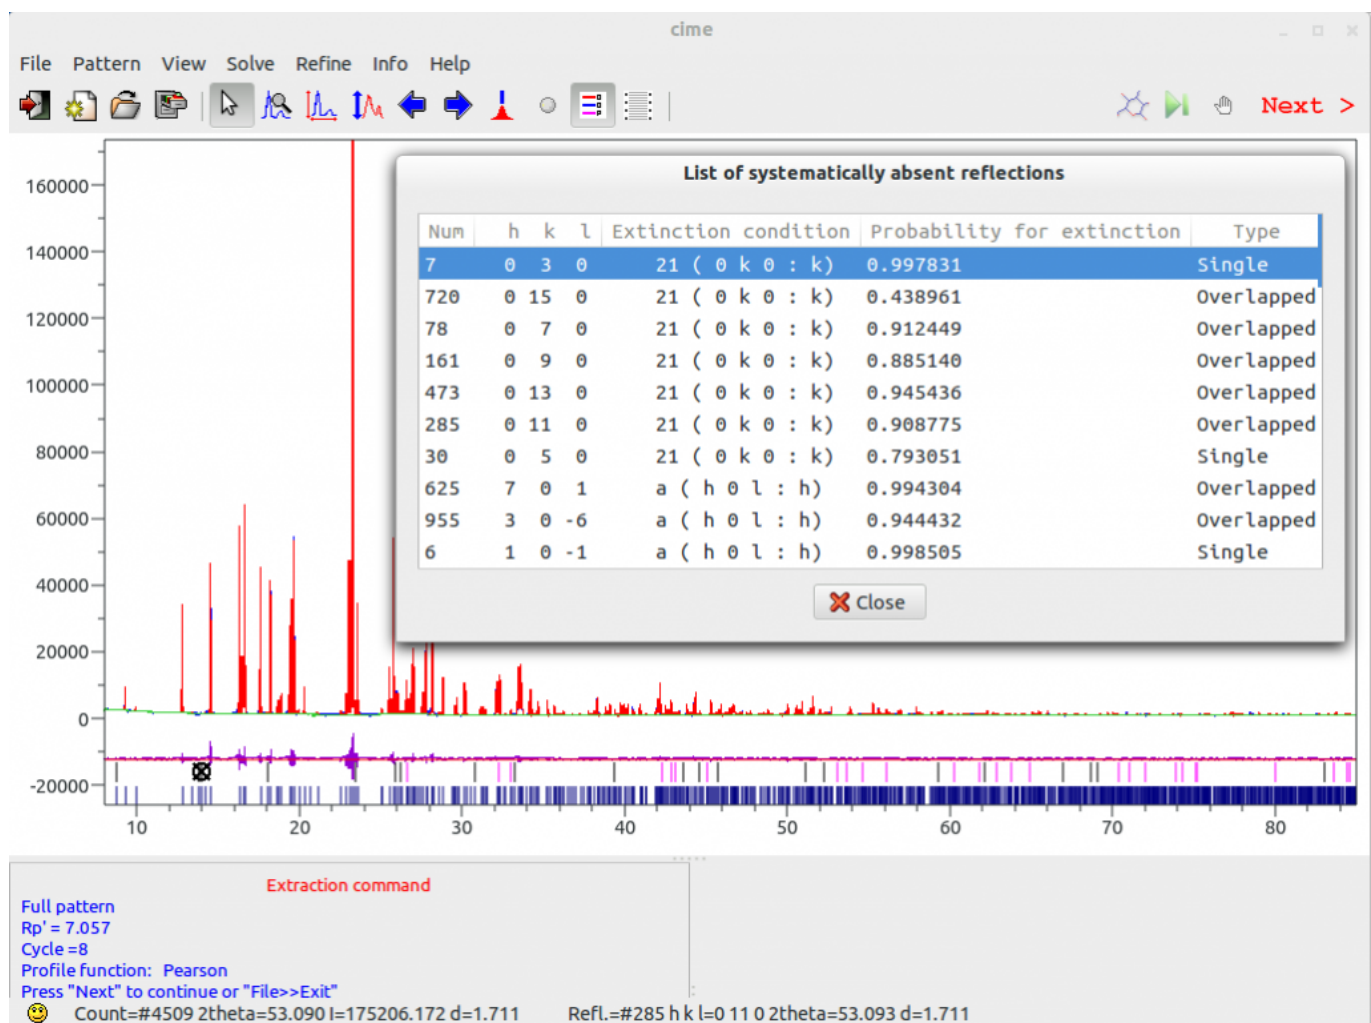 cime
File Pattern View Solve Refine Info Help
Next >
List of systematically absent reflections
Num h k l Extinction condition Probability for extinction Type
7 0 3 0 21 ( 0 k 0 : k) 0.997831 Single
720 0 15 0 21 ( 0 k 0 : k) 0.438961 Overlapped
78 0 7 0 21 ( 0 k 0 : k) 0.912449 Overlapped
161 0 9 0 21 ( 0 k 0 : k) 0.885140 Overlapped
473 0 13 0 21 ( 0 k 0 : k) 0.945436 Overlapped
285 0 11 0 21 ( 0 k 0 : k) 0.908775 Overlapped
30 0 5 0 21 ( 0 k 0 : k) 0.793051 Single
625 7 0 1 a ( h 0 l : h) 0.994304 Overlapped
955 3 0 -6 a ( h 0 l : h) 0.944432 Overlapped
6 1 0 -1 a ( h 0 l : h) 0.998505 Single
Close
160000
140000
120000
100000
80000
60000
40000
20000
0
-20000
10 20 30 40 50 60 70 80
Extraction command
Full pattern
Rp' = 7.057
Cycle =8
Profile function: Pearson
Press "Next" to continue or "File>>Exit"
Count=#4509 2theta=53.090 I=175206.172 d=1.711 Refl.=#285 h k l=0 11 0 2theta=53.093 d=1.711